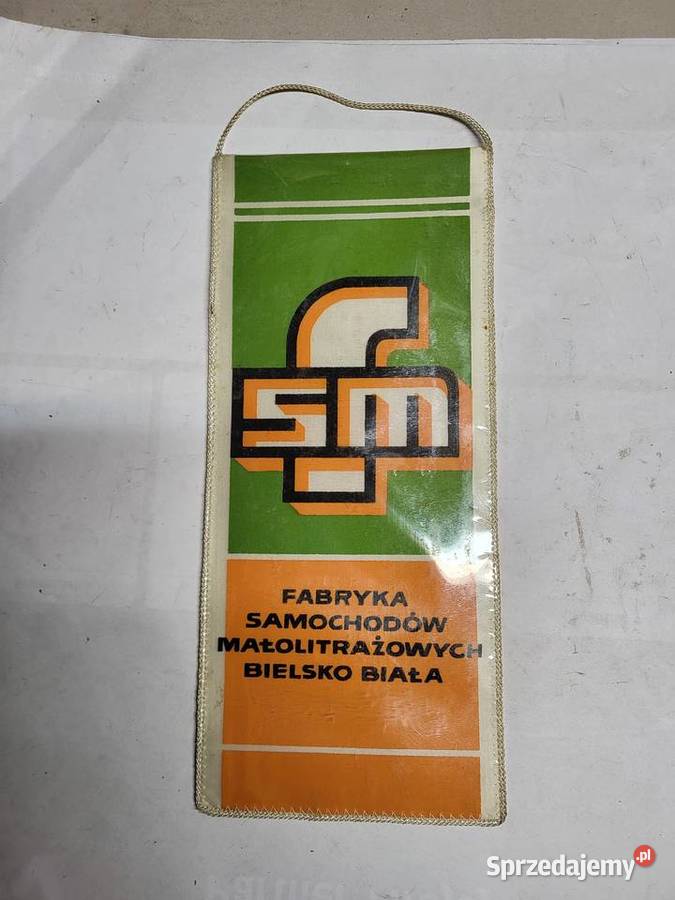 fsm
FABRYKA
SAMOCHODÓW
MAŁOLITRAŻOWYCH
BIELSKO BIAŁA
Sprzedajemy.pl